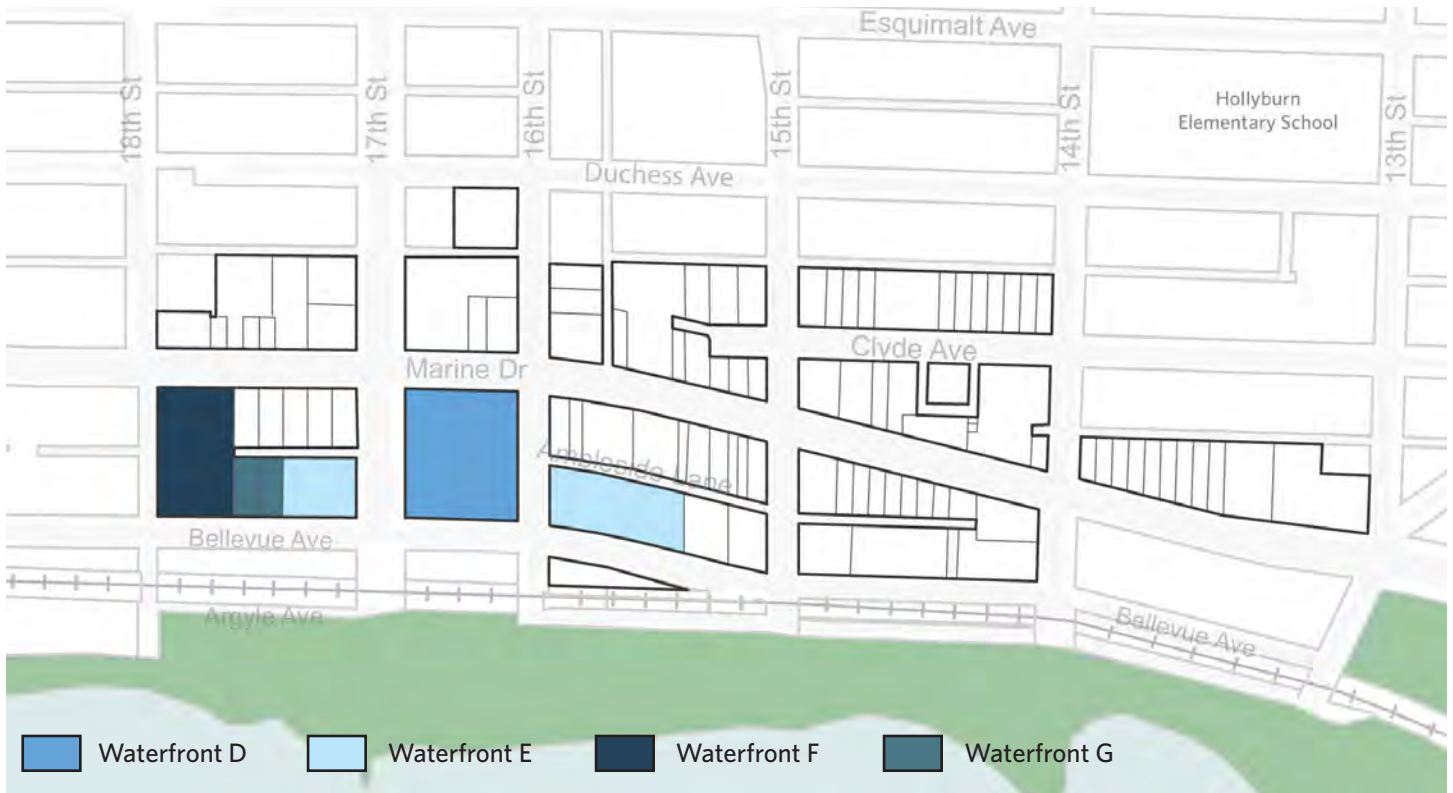 Esquimalt Ave
18th St
17th St
16th St
15th St
14th St
13th St
Hollyburn
Elementary School
Duchess Ave
Clyde Ave
Marine Dr
Ambleside Lane
Bellevue Ave
Argyle Ave
Bellevue Ave
Waterfront D
Waterfront E
Waterfront F
Waterfront G